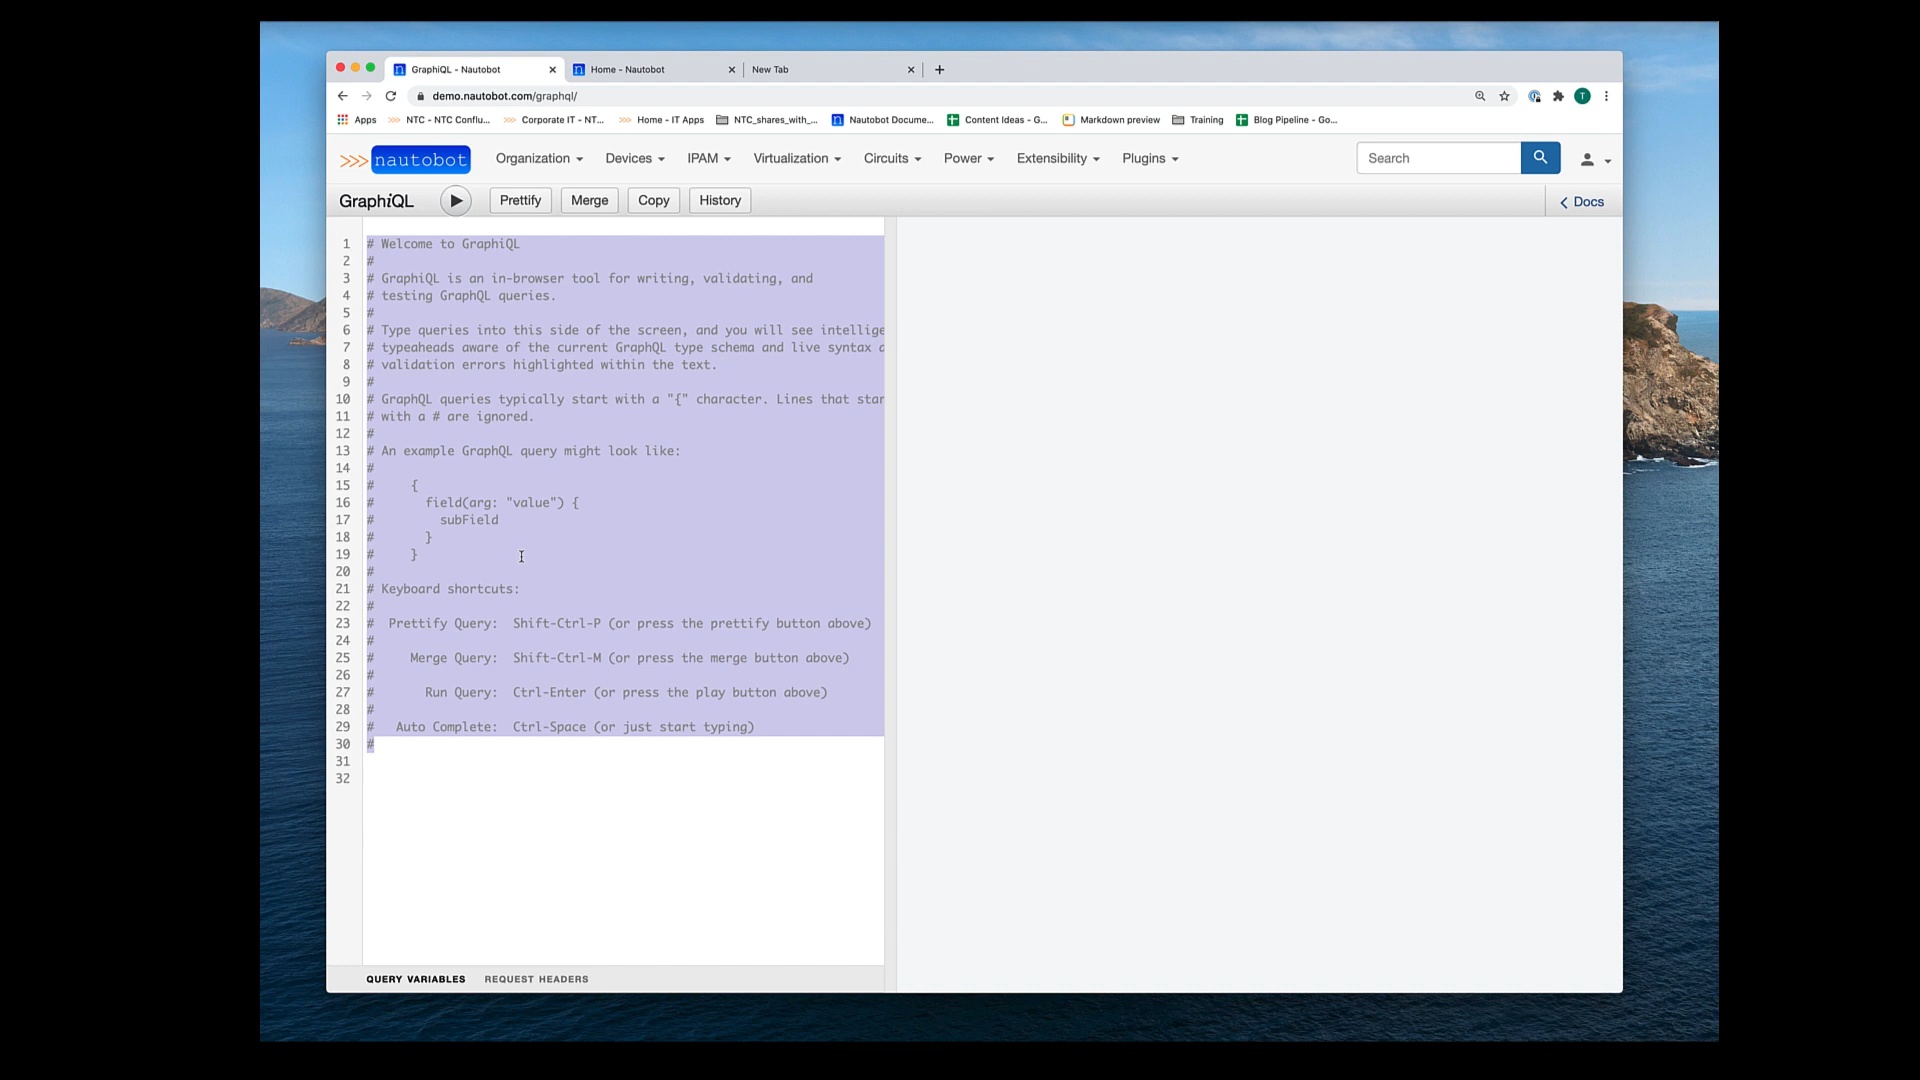 GraphiQL - Nautobot
Home - Nautobot
New Tab
demo.nautobot.com/graphql/
T
Apps
NTC - NTC Conflu...
Corporate IT - NT...
Home - IT Apps
NTC_shares_with_...
Nautobot Docume...
Content Ideas - G...
Markdown preview
Training
Blog Pipeline - Go...
>>> nautobot
Organization
Devices
IPAM
Virtualization
Circuits
Power
Extensibility
Plugins
Search
GraphiQL
Prettify
Merge
Copy
History
< Docs
1 # Welcome to GraphiQL
2 #
3 # GraphiQL is an in-browser tool for writing, validating, and
4 # testing GraphQL queries.
5 #
6 # Type queries into this side of the screen, and you will see intellige
7 # typeaheads aware of the current GraphQL type schema and live syntax a
8 # validation errors highlighted within the text.
9 #
10 # GraphQL queries typically start with a "{" character. Lines that star
11 # with a # are ignored.
12 #
13 # An example GraphQL query might look like:
14 #
15 #     {
16 #       field(arg: "value") {
17 #         subField
18 #       }
19 #     }
20 #
21 # Keyboard shortcuts:
22 #
23 #  Prettify Query:  Shift-Ctrl-P (or press the prettify button above)
24 #
25 #     Merge Query:  Shift-Ctrl-M (or press the merge button above)
26 #
27 #       Run Query:  Ctrl-Enter (or press the play button above)
28 #
29 #   Auto Complete:  Ctrl-Space (or just start typing)
30 #
31
32
QUERY VARIABLES
REQUEST HEADERS